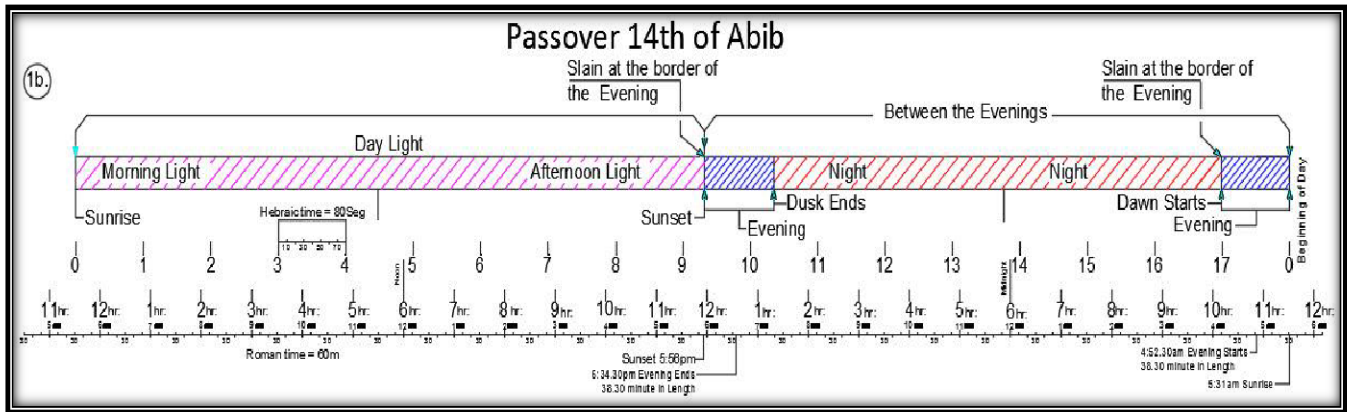 Passover 14th of Abib
1b.
Slain at the border of
the Evening
Slain at the border of
the Evening
Between the Evenings
Day Light
Morning Light
Afternoon Light
Night
Night
Sunrise
Hebraic time = 80Seg
Sunset
Dusk Ends
Evening
Dawn Starts
Evening
Beginning of Day
10 30 50 70
0 1 2 3 4 5 6 7 8 9 10 11 12 13 14 15 16 17 0
Noon
Midnight
11hr: 12hr: 1hr: 2hr: 3hr: 4hr: 5hr: 6hr: 7hr: 8hr: 9hr: 10hr: 11hr: 12hr: 1hr: 2hr: 3hr: 4hr: 5hr: 6hr: 7hr: 8hr: 9hr: 10hr: 11hr: 12hr:
Roman time = 60m
Sunset 5:56pm
6:34.30pm Evening Ends
38.30 minute in Length
4:52.30am Evening Starts
38.30 minute in Length
5:31am Sunrise